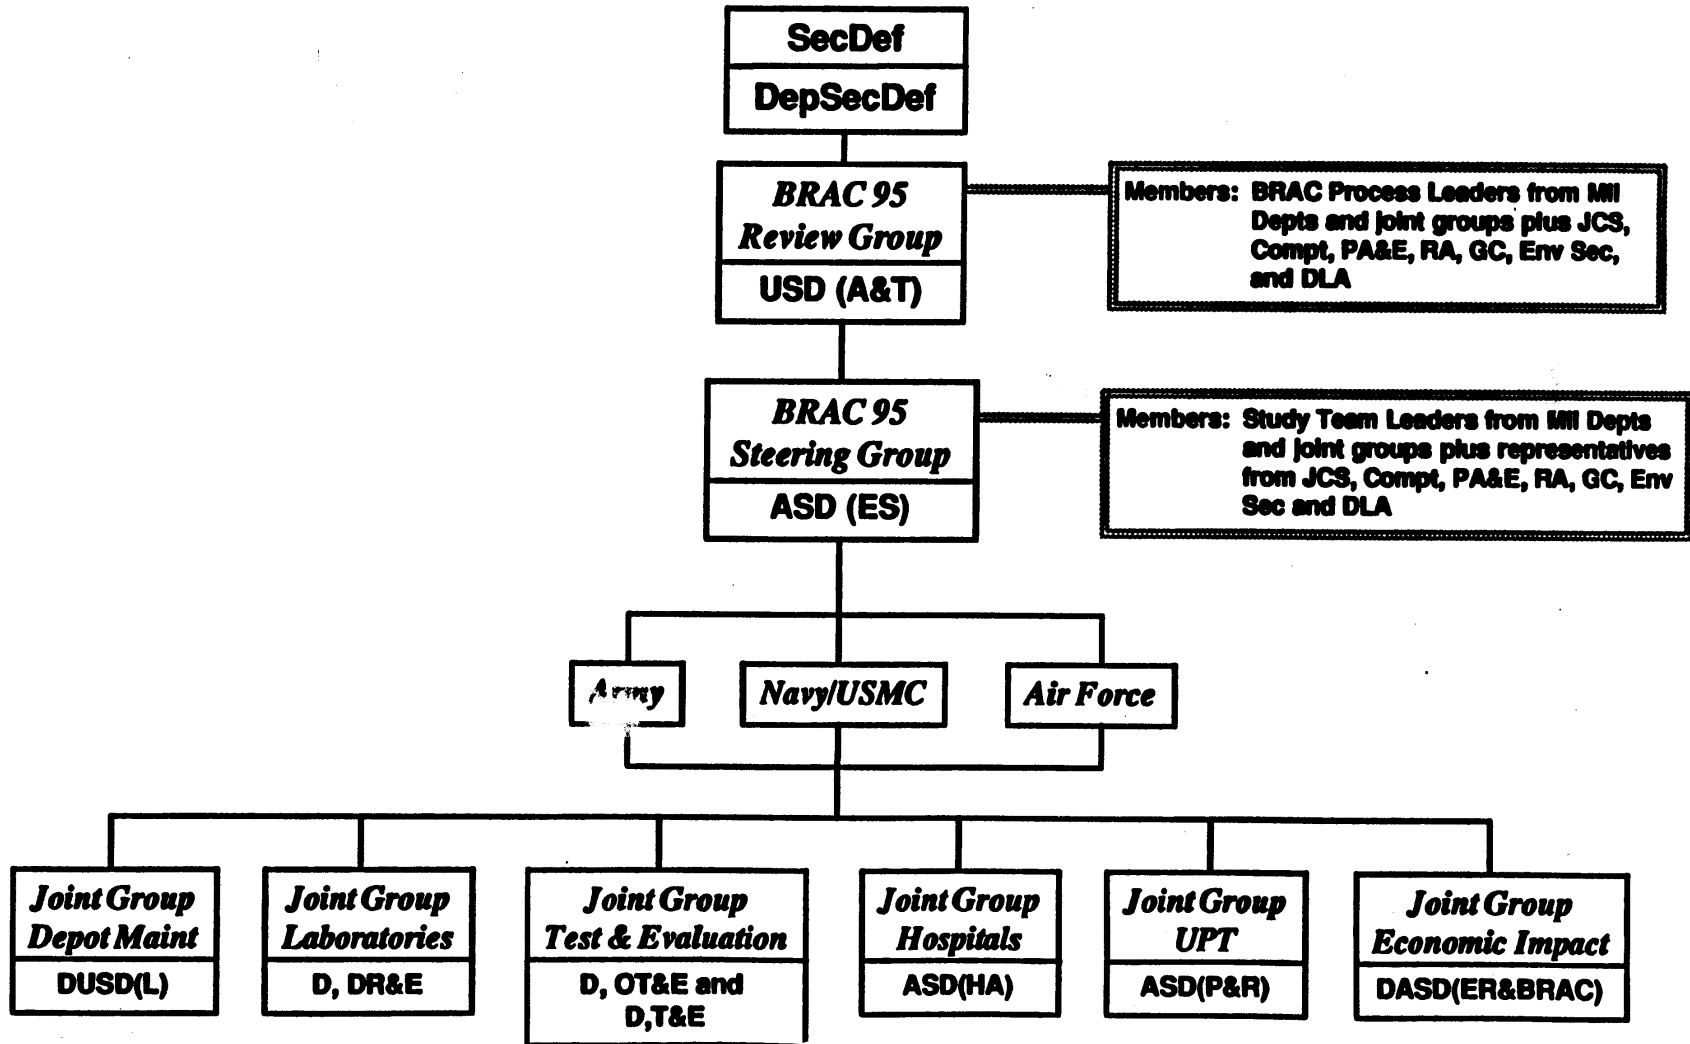 SecDef
DepSecDef
BRAC 95
Review Group
USD (A&T)
Members: BRAC Process Leaders from Mil
Depts and joint groups plus JCS,
Compt, PA&E, RA, GC, Env Sec,
and DLA
BRAC 95
Steering Group
ASD (ES)
Members: Study Team Leaders from Mil Depts
and joint groups plus representatives
from JCS, Compt, PA&E, RA, GC, Env
Sec and DLA
Army
Navy/USMC
Air Force
Joint Group
Depot Maint
DUSD(L)
Joint Group
Laboratories
D, DR&E
Joint Group
Test & Evaluation
D, OT&E and
D,T&E
Joint Group
Hospitals
ASD(HA)
Joint Group
UPT
ASD(P&R)
Joint Group
Economic Impact
DASD(ER&BRAC)